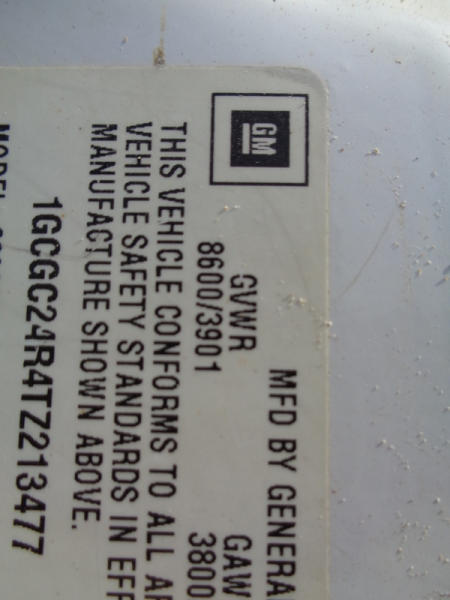 GM
MFD BY GENERA
GVWR GAW
8600/3901 3800
THIS VEHICLE CONFORMS TO ALL
VEHICLE SAFETY STANDARDS IN EFF
MANUFACTURE SHOWN ABOVE.
1GCGC24R4TZ213477